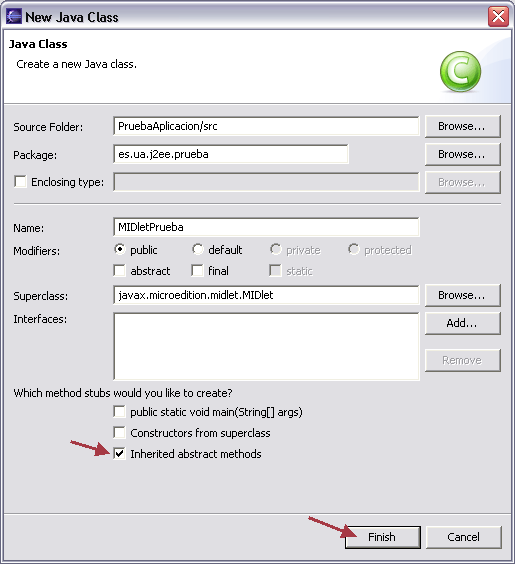 New Java Class
Java Class
Create a new Java class.
C
Source Folder: PruebaAplicacion/src Browse...
Package: es.ua.j2ee.prueba Browse...
Enclosing type: Browse...
Name: MIDletPrueba
Modifiers: public default private protected
abstract final static
Superclass: javax.microedition.midlet.MIDlet Browse...
Interfaces: Add...
Remove
Which method stubs would you like to create?
public static void main(String[] args)
Constructors from superclass
Inherited abstract methods
Finish Cancel